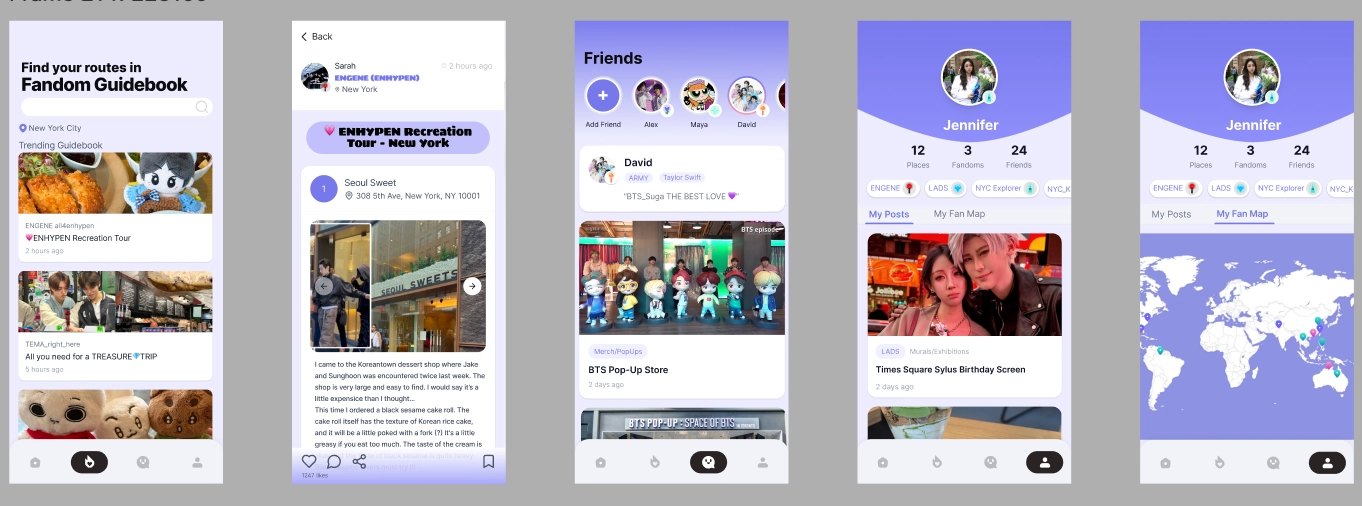 Find your routes in
Fandom Guidebook
New York City
Trending Guidebook
ENGENE all4enhypen
💗ENHYPEN Recreation Tour
2 hours ago
TEMA_right_here
All you need for a TREASURE💎TRIP
5 hours ago
Back
Sarah
2 hours ago
ENGENE (ENHYPEN)
New York
💗 ENHYPEN Recreation
Tour - New York
1
Seoul Sweet
308 5th Ave, New York, NY 10001
SEOUL SWEETS
I came to the Koreantown dessert shop where Jake
and Sunghoon was encountered twice last week. The
shop is very large and easy to find. I would say it's a
little expensice than I thought...
This time I ordered a black sesame cake roll. The
cake roll itself has the texture of Korean rice cake,
and it will be a little poked with a fork (?) It's a little
greasy if you eat too much. The taste of the cream is
1247 likes
Friends
Add Friend
Alex
Maya
David
David
ARMY
Taylor Swift
"BTS_Suga THE BEST LOVE 💜"
BTS episode
Merch/PopUps
BTS Pop-Up Store
2 days ago
BTS POP-UP : SPACE OF BTS
Jennifer
12
3
24
Places
Fandoms
Friends
ENGENE
LADS
NYC Explorer
NYC_K
My Posts
My Fan Map
LADS
Murals/Exhibitions
Times Square Sylus Birthday Screen
2 days ago
Jennifer
12
3
24
Places
Fandoms
Friends
ENGENE
LADS
NYC Explorer
NYC_K
My Posts
My Fan Map